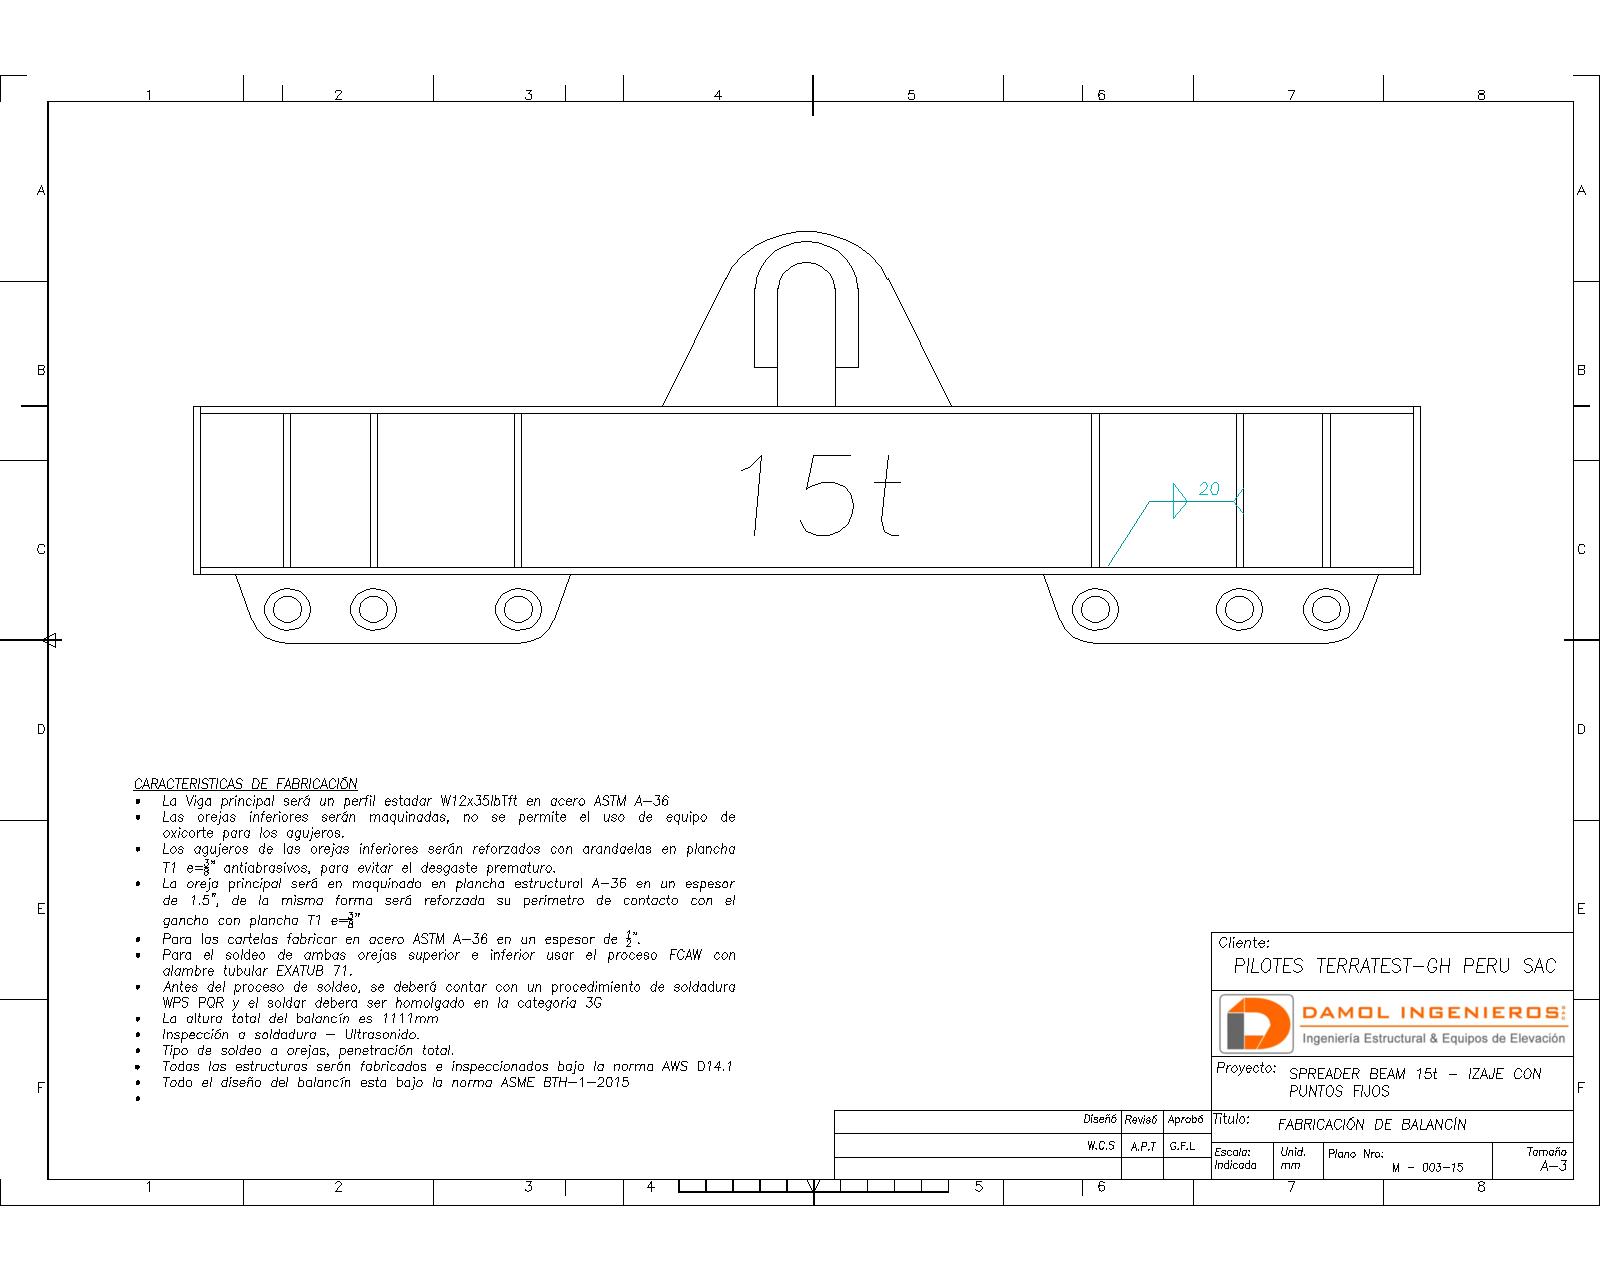 1 2 3 4 5 6 7 8
A A
B B
15t
20
C C
D D
CARACTERISTICAS DE FABRICACIÓN
• La Viga principal será un perfil estadar W12x35lbTft en acero ASTM A-36
• Las orejas inferiores serán maquinadas, no se permite el uso de equipo de
oxicorte para los agujeros.
• Los agujeros de las orejas inferiores serán reforzados con arandaelas en plancha
T1 e=3/8" antiabrasivos, para evitar el desgaste prematuro.
• La oreja principal será en maquinado en plancha estructural A-36 en un espesor
de 1.5", de la misma forma será reforzada su perimetro de contacto con el
gancho con plancha T1 e=3/8"
• Para las cartelas fabricar en acero ASTM A-36 en un espesor de 1/2".
• Para el soldeo de ambas orejas superior e inferior usar el proceso FCAW con
alambre tubular EXATUB 71.
• Antes del proceso de soldeo, se deberá contar con un procedimiento de soldadura
WPS PQR y el soldar debera ser homolgado en la categoria 3G
• La altura total del balancín es 1111mm
• Inspección a soldadura - Ultrasonido.
• Tipo de soldeo a orejas, penetración total.
• Todas las estructuras serán fabricados e inspeccionados bajo la norma AWS D14.1
• Todo el diseño del balancín esta bajo la norma ASME BTH-1-2015
•
E E
F F
Cliente:
PILOTES TERRATEST-GH PERU SAC
DAMOL INGENIEROS
Ingeniería Estructural & Equipos de Elevación
Proyecto: SPREADER BEAM 15t - IZAJE CON
PUNTOS FIJOS
Diseñó Revisó Aprobó
W.C.S A.P.T G.F.L
Titulo: FABRICACIÓN DE BALANCÍN
Escala: Unid. Plano Nro: Tamaño
Indicada mm M - 003-15 A-3
1 2 3 4 5 6 7 8